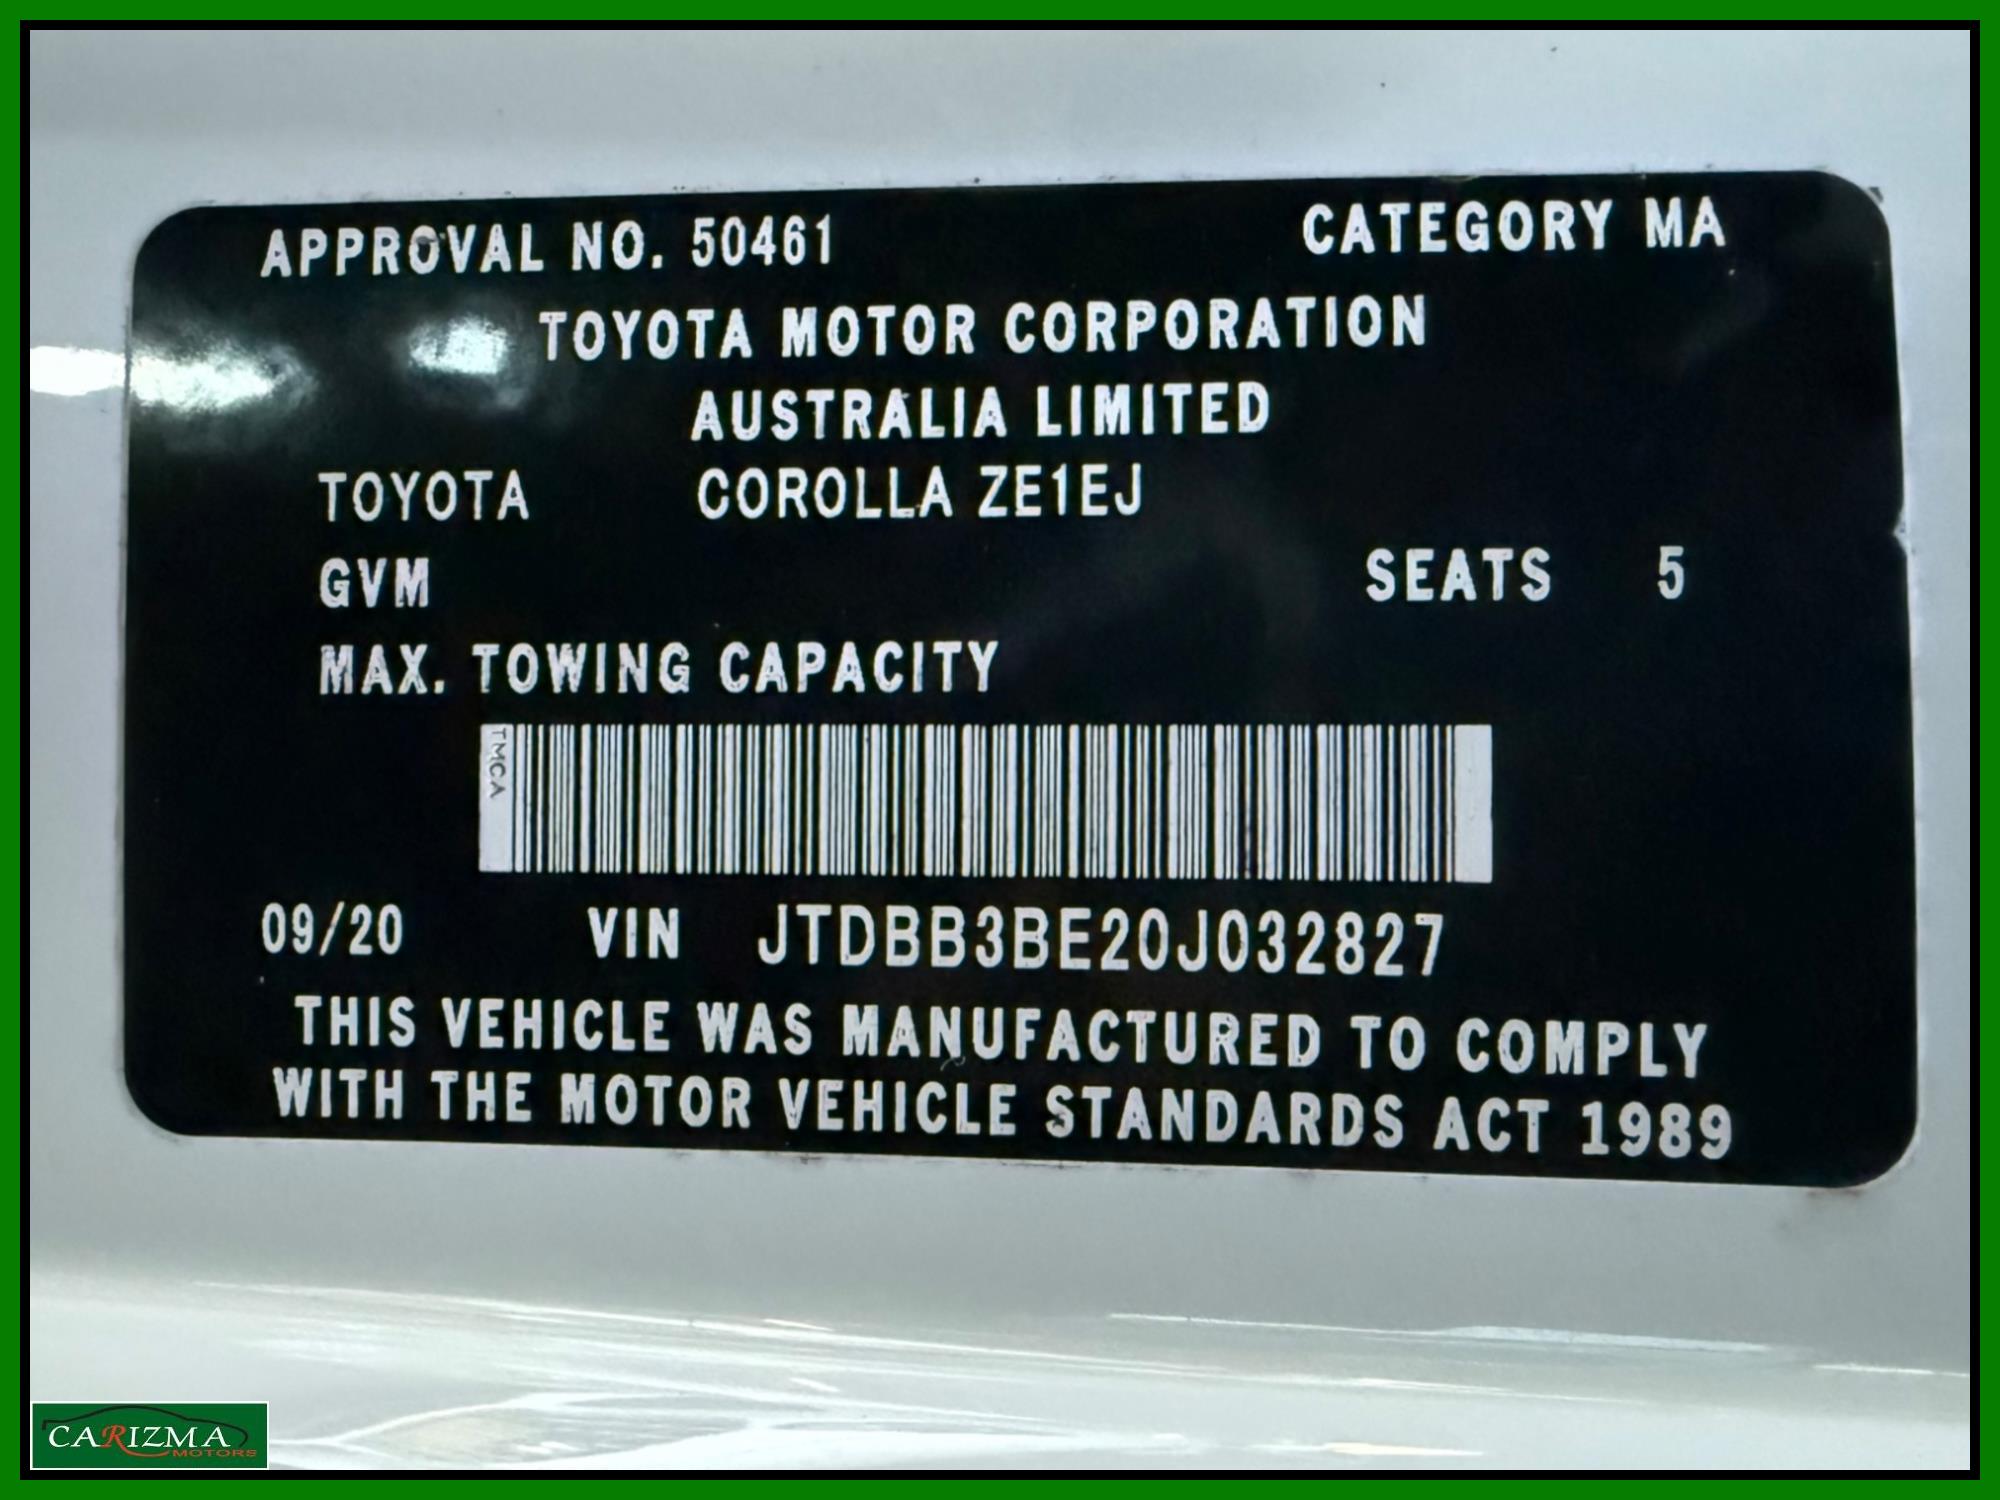 APPROVAL NO. 50461 CATEGORY MA
TOYOTA MOTOR CORPORATION
AUSTRALIA LIMITED
TOYOTA COROLLA ZE1EJ
GVM SEATS 5
MAX. TOWING CAPACITY
TMCA
09/20 VIN JTDBB3BE20J032827
THIS VEHICLE WAS MANUFACTURED TO COMPLY
WITH THE MOTOR VEHICLE STANDARDS ACT 1989
CARIZMA
MOTORS